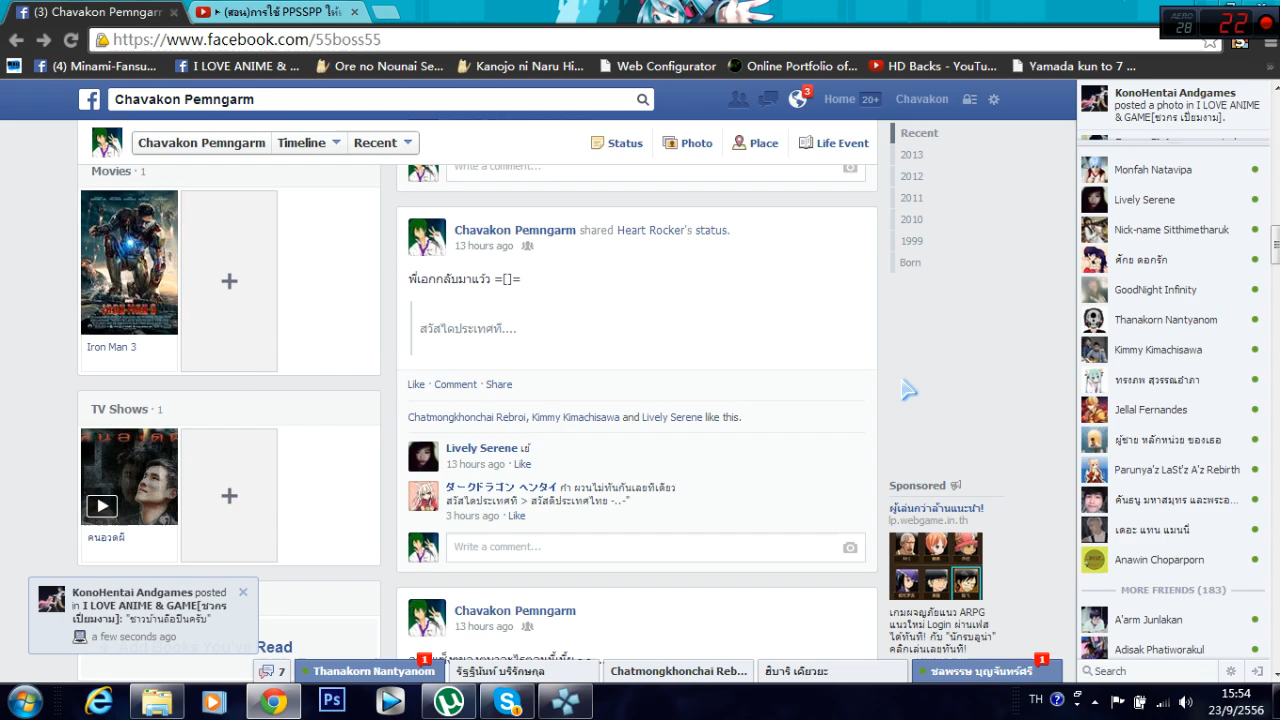 (3) Chavakon Pemngarm
▶ (สอน)การใช้ PPSSPP ให้
AERO
28
22
https://www.facebook.com/55boss55
(4) Minami-Fansu...
I LOVE ANIME & ...
Ore no Nounai Se...
Kanojo ni Naru Hi...
Web Configurator
Online Portfolio of...
HD Backs - YouTu...
Yamada kun to 7 ...
»
Chavakon Pemngarm
3
Home 20+
Chavakon
Chavakon Pemngarm
Timeline
Recent
Status
Photo
Place
Life Event
Movies · 1
Iron Man 3
TV Shows · 1
คนอวดผี
Read
Write a comment...
Chavakon Pemngarm shared Heart Rocker's status.
13 hours ago
พี่เอกกลับมาแว้ว =[]=
สวัสไดประเทศที....
Like · Comment · Share
Chatmongkhonchai Rebroi, Kimmy Kimachisawa and Lively Serene like this.
Lively Serene เย้
13 hours ago · Like
ダークドラゴン ヘンタイ กำ ผวนไม่ทันกันเลยทีเดียว
สวัสไดประเทศที > สวัสดีประเทศไทย -..-"
3 hours ago · Like
Write a comment...
Chavakon Pemngarm
13 hours ago
Recent
2013
2012
2011
2010
1999
Born
Sponsored
ผู้เล่นกว่าล้านแนะนำ!
lp.webgame.in.th
เกมผจญภัยแนว ARPG
แนวใหม่ Login ผ่านเฟส
ได้ทันที! กับ "นักรบลูน่า"
คลิกเล่นเลยทันที!
KonoHentai Andgames
posted a photo in I LOVE ANIME
& GAME[ชวกร เปี่ยมงาม].
Monfah Natavipa
Lively Serene
Nick-name Sitthimetharuk
ศักย ดอกรัก
GoodNight Infinity
Thanakorn Nantyanom
Kimmy Kimachisawa
ทรงภพ สุวรรณอำภา
Jellal Fernandes
ผู้ชาย หลักหน่วย ของเธอ
Parunya'z LaSt'z A'z Rebirth
คันธนู มหาสมุทร และพระอ...
เดอะ แทน แมนนี่
Anawin Choparporn
MORE FRIENDS (183)
A'arm Junlakan
Adisak Phatiworakul
Search
KonoHentai Andgames posted
in I LOVE ANIME & GAME[ชวกร
เปี่ยมงาม]: "ชาวบ้านอ้อปีนครับ"
a few seconds ago
7
Thanakorn Nantyanom
1
Chatmongkhonchai Reb...
ฮิบาริ เคียวยะ
ชลพรรษ บุญจันทร์ศรี
1
TH
15:54
23/9/2556